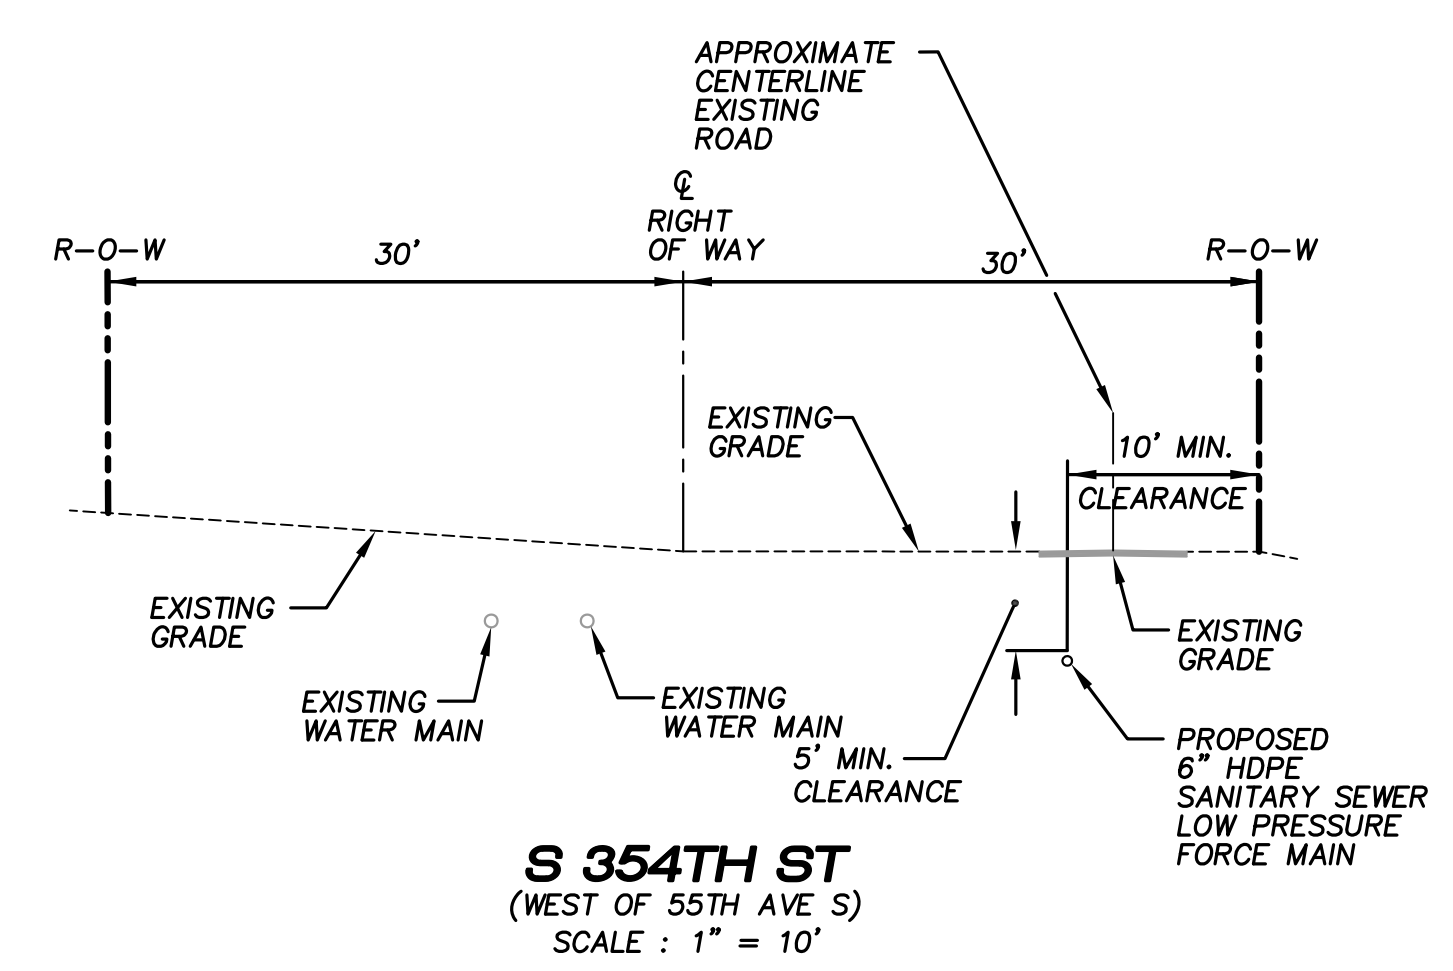 APPROXIMATE
CENTERLINE
EXISTING
ROAD
℄
RIGHT
OF WAY
R-O-W
30'
30'
R-O-W
EXISTING
GRADE
10' MIN.
CLEARANCE
EXISTING
GRADE
EXISTING
GRADE
EXISTING
WATER MAIN
EXISTING
WATER MAIN
5' MIN.
CLEARANCE
PROPOSED
6" HDPE
SANITARY SEWER
LOW PRESSURE
FORCE MAIN
S 354TH ST
(WEST OF 55TH AVE S)
SCALE : 1" = 10'